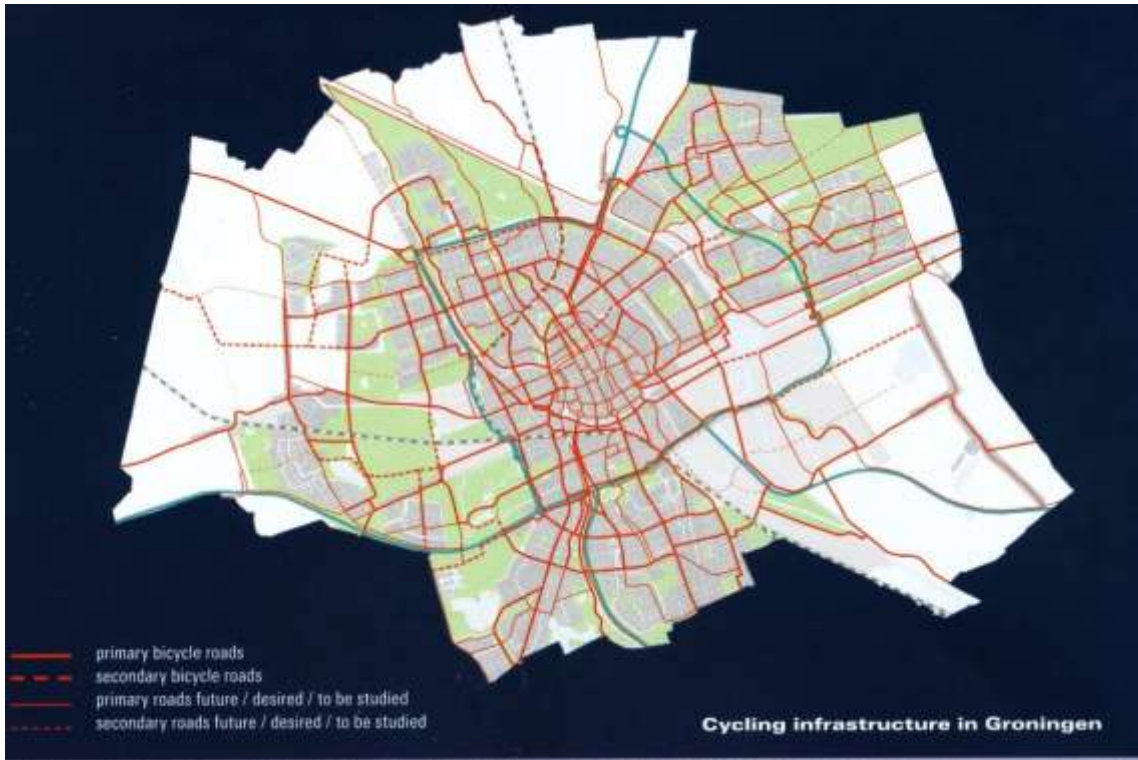 primary bicycle roads
secondary bicycle roads
primary roads future / desired / to be studied
secondary roads future / desired / to be studied
Cycling infrastructure in Groningen